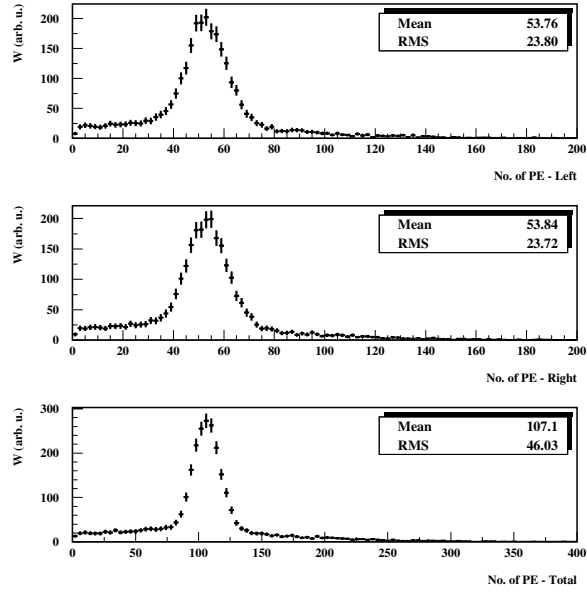 W (arb. u.)
200
150
100
50
0
Mean 53.76
RMS 23.80
0 20 40 60 80 100 120 140 160 180 200
No. of PE - Left
W (arb. u.)
200
150
100
50
0
Mean 53.84
RMS 23.72
0 20 40 60 80 100 120 140 160 180 200
No. of PE - Right
W (arb. u.)
300
200
100
0
Mean 107.1
RMS 46.03
0 50 100 150 200 250 300 350 400
No. of PE - Total